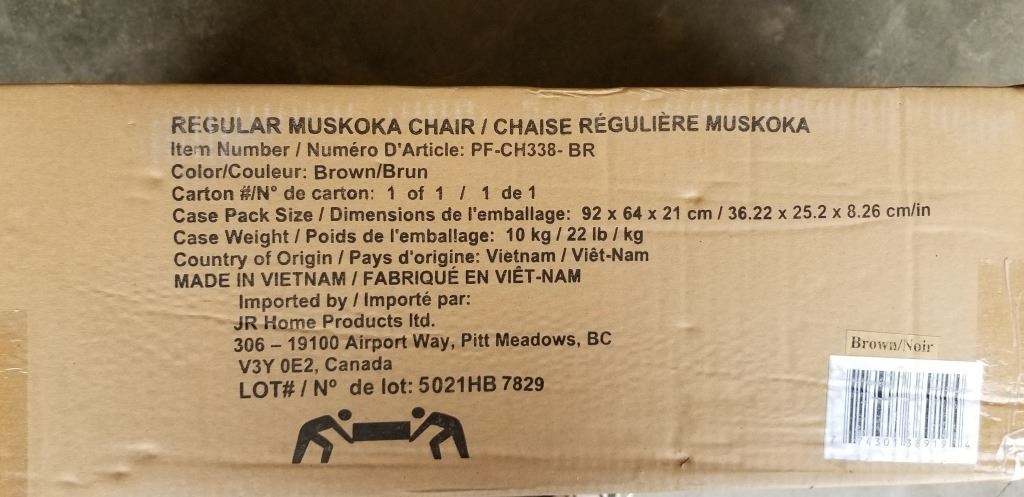 REGULAR MUSKOKA CHAIR / CHAISE RÉGULIÈRE MUSKOKA
Item Number / Numéro D'Article: PF-CH338- BR
Color/Couleur: Brown/Brun
Carton #/N° de carton: 1 of 1 / 1 de 1
Case Pack Size / Dimensions de l'emballage: 92 x 64 x 21 cm / 36.22 x 25.2 x 8.26 cm/in
Case Weight / Poids de l'emballage: 10 kg / 22 lb / kg
Country of Origin / Pays d'origine: Vietnam / Viêt-Nam
MADE IN VIETNAM / FABRIQUÉ EN VIÊT-NAM
Imported by / Importé par:
JR Home Products ltd.
306 – 19100 Airport Way, Pitt Meadows, BC
V3Y 0E2, Canada
LOT# / Nº de lot: 5021HB 7829
Brown/Noir